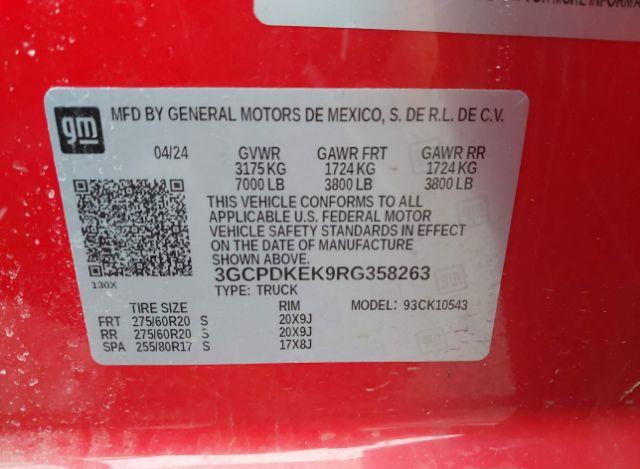 FOR MORE INFORMA
gm
MFD BY GENERAL MOTORS DE MEXICO, S. DE R.L. DE C.V.
04/24 GVWR GAWR FRT GAWR RR
3175 KG 1724 KG 1724 KG
7000 LB 3800 LB 3800 LB
THIS VEHICLE CONFORMS TO ALL
APPLICABLE U.S. FEDERAL MOTOR
VEHICLE SAFETY STANDARDS IN EFFECT
ON THE DATE OF MANUFACTURE
SHOWN ABOVE.
3GCPDKEK9RG358263
130X TYPE: TRUCK
TIRE SIZE RIM MODEL: 93CK10543
FRT 275/60R20 S 20X9J
RR 275/60R20 S 20X9J
SPA 255/80R17 S 17X8J